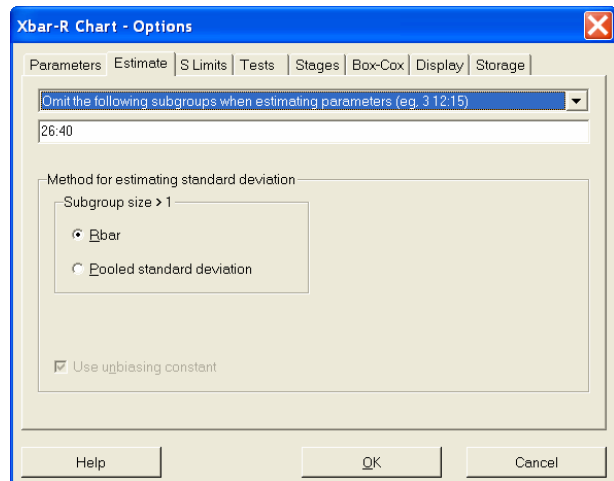 Xbar-R Chart - Options
Parameters Estimate S Limits Tests Stages Box-Cox Display Storage
Omit the following subgroups when estimating parameters (eg, 3 12:15)
26:40
Method for estimating standard deviation
Subgroup size > 1
Rbar
Pooled standard deviation
Use unbiasing constant
Help OK Cancel